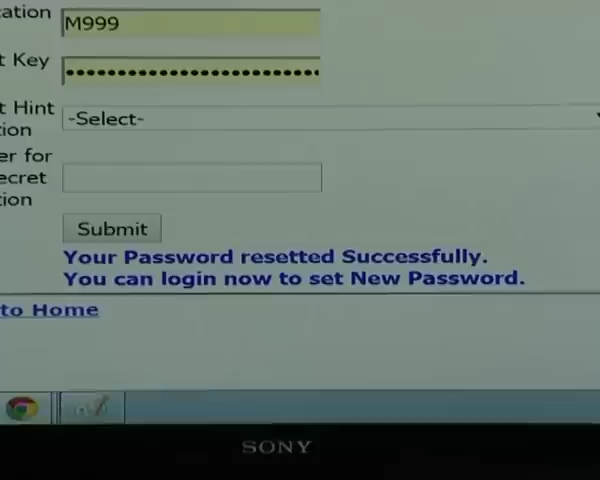 ation
M999
t Key
t Hint
-Select-
tion
er for
ecret
tion
Submit
Your Password resetted Successfully.
You can login now to set New Password.
to Home
SONY